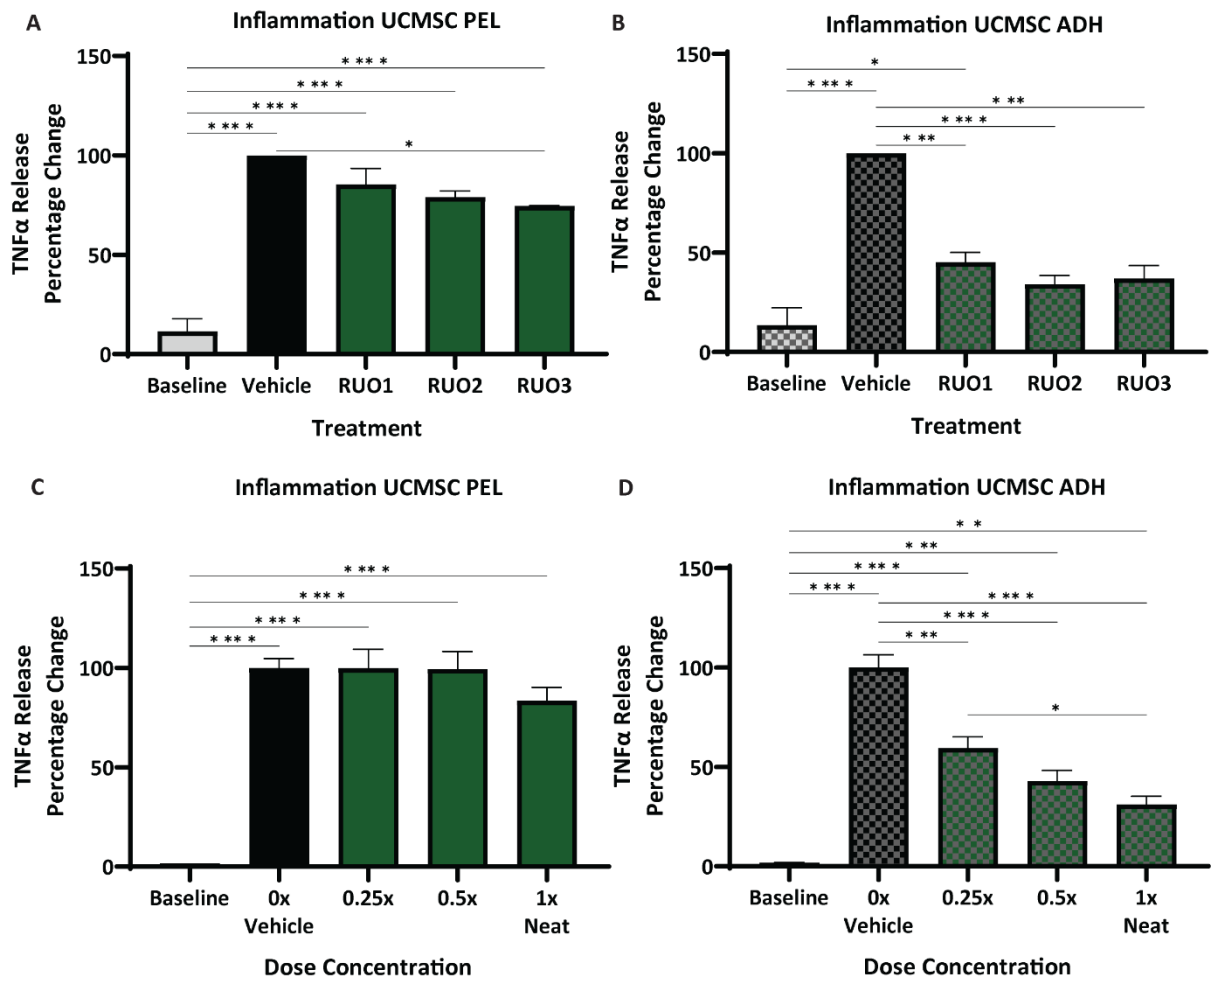 A
Inflammation UCMSC PEL
TNFα Release
Percentage Change
150
100
50
0
* ** *
* ** *
* ** *
* ** *
*
Baseline Vehicle RUO1 RUO2 RUO3
Treatment
B
Inflammation UCMSC ADH
TNFα Release
Percentage Change
150
100
50
0
*
* ** *
* **
* ** *
* **
Baseline Vehicle RUO1 RUO2 RUO3
Treatment
C
Inflammation UCMSC PEL
TNFα Release
Percentage Change
150
100
50
0
* ** *
* ** *
* ** *
* ** *
Baseline 0x 0.25x 0.5x 1x
Vehicle Neat
Dose Concentration
D
Inflammation UCMSC ADH
TNFα Release
Percentage Change
150
100
50
0
* *
* **
* ** *
* ** *
* ** *
* ** *
* **
*
Baseline 0x 0.25x 0.5x 1x
Vehicle Neat
Dose Concentration